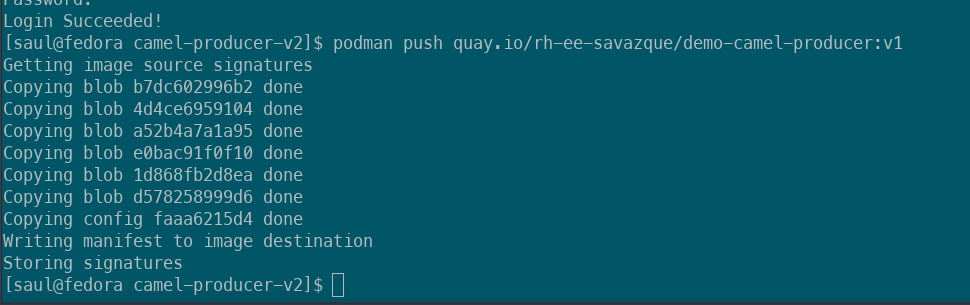 Password:
Login Succeeded!
[saul@fedora camel-producer-v2]$ podman push quay.io/rh-ee-savazque/demo-camel-producer:v1
Getting image source signatures
Copying blob b7dc602996b2 done
Copying blob 4d4ce6959104 done
Copying blob a52b4a7a1a95 done
Copying blob e0bac91f0f10 done
Copying blob 1d868fb2d8ea done
Copying blob d578258999d6 done
Copying config faaa6215d4 done
Writing manifest to image destination
Storing signatures
[saul@fedora camel-producer-v2]$